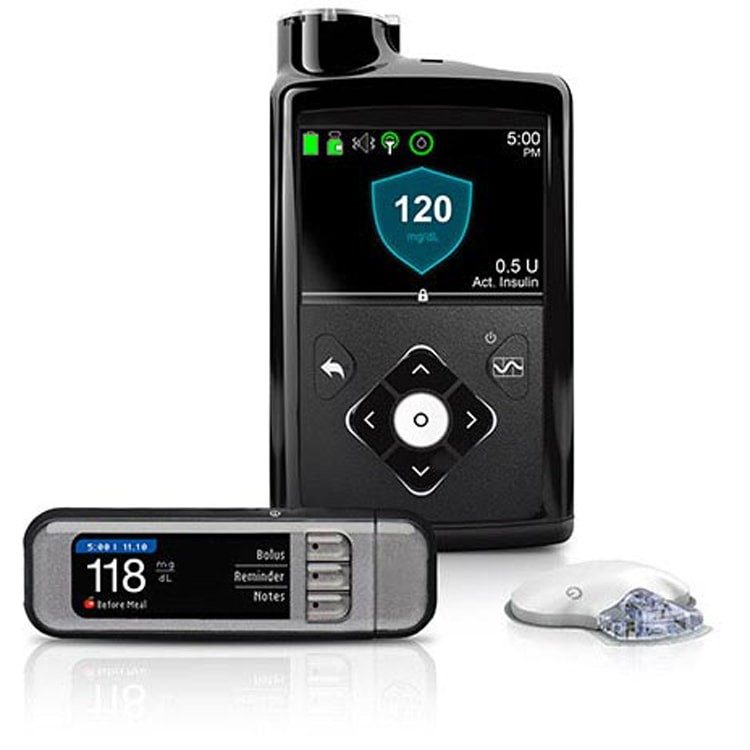 5:00
PM
120
mg/dL
0.5 U
Act. Insulin
5:00 | 11.10
118 mg
dL
Before Meal
Bolus
Reminder
Notes
118